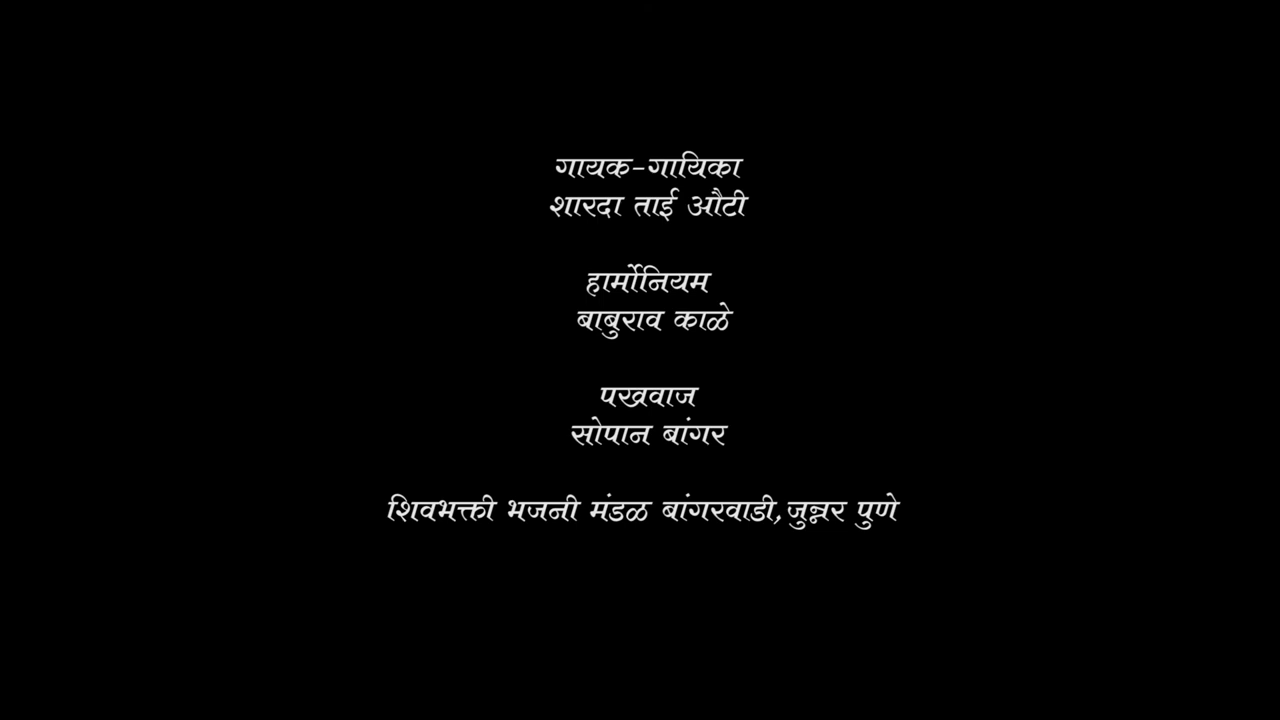 गायक-गायिका
शारदा ताई औटी
हार्मोनियम
बाबुराव काळे
पखवाज
सोपान बांगर
शिवभक्ती भजनी मंडळ बांगरवाडी,जुन्नर पुणे